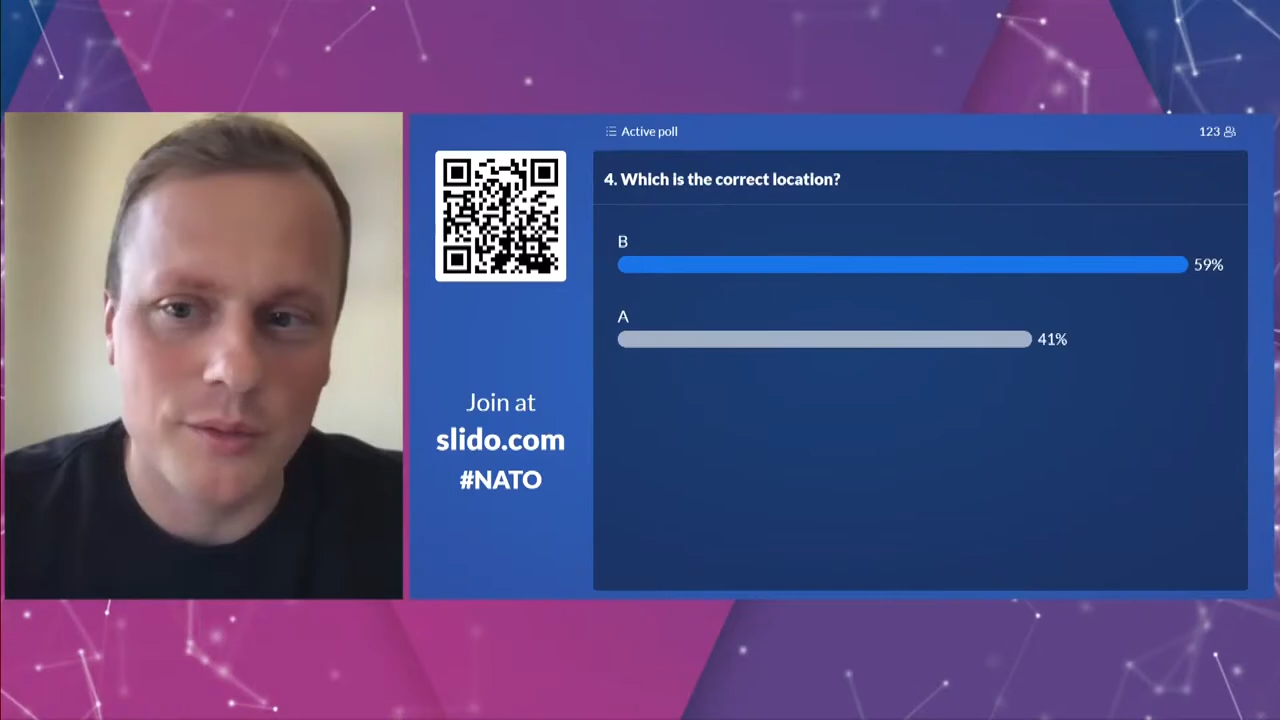 Active poll
123
4. Which is the correct location?
B
59%
A
41%
Join at
slido.com
#NATO